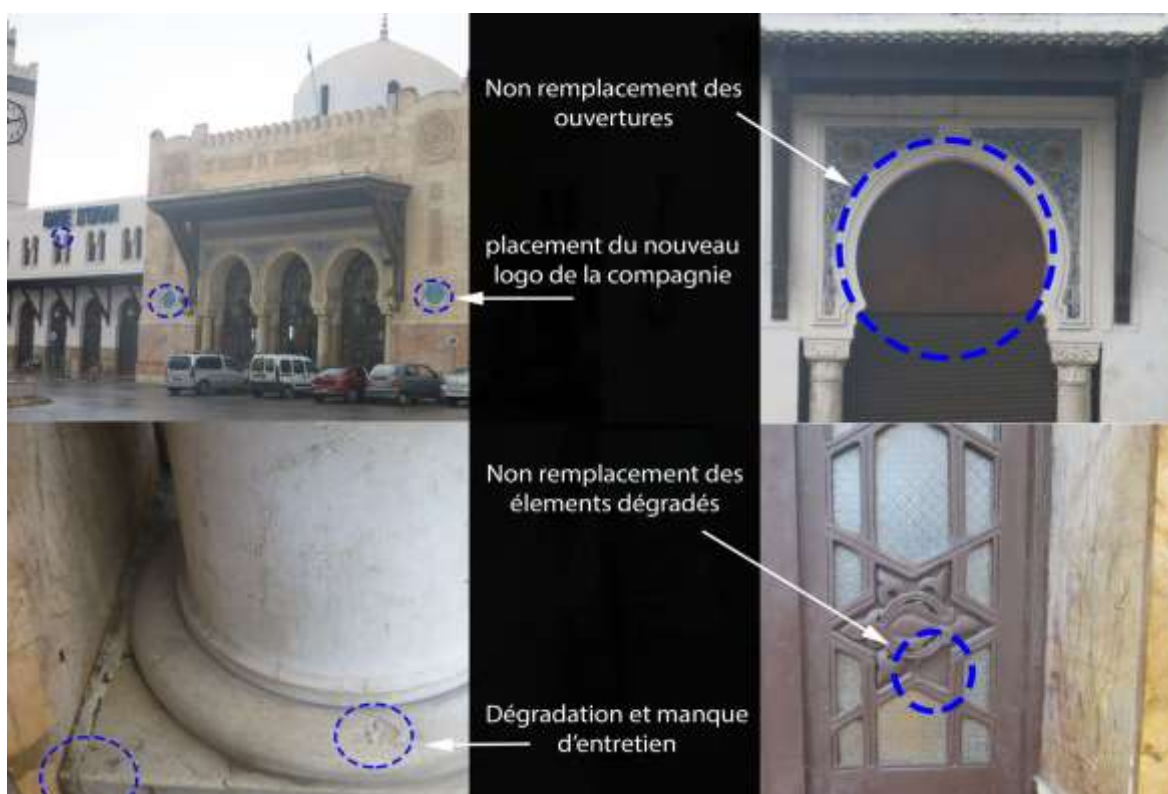 Non remplacement des
ouvertures
placement du nouveau
logo de la compagnie
Non remplacement des
élements dégradés
Dégradation et manque
d'entretien